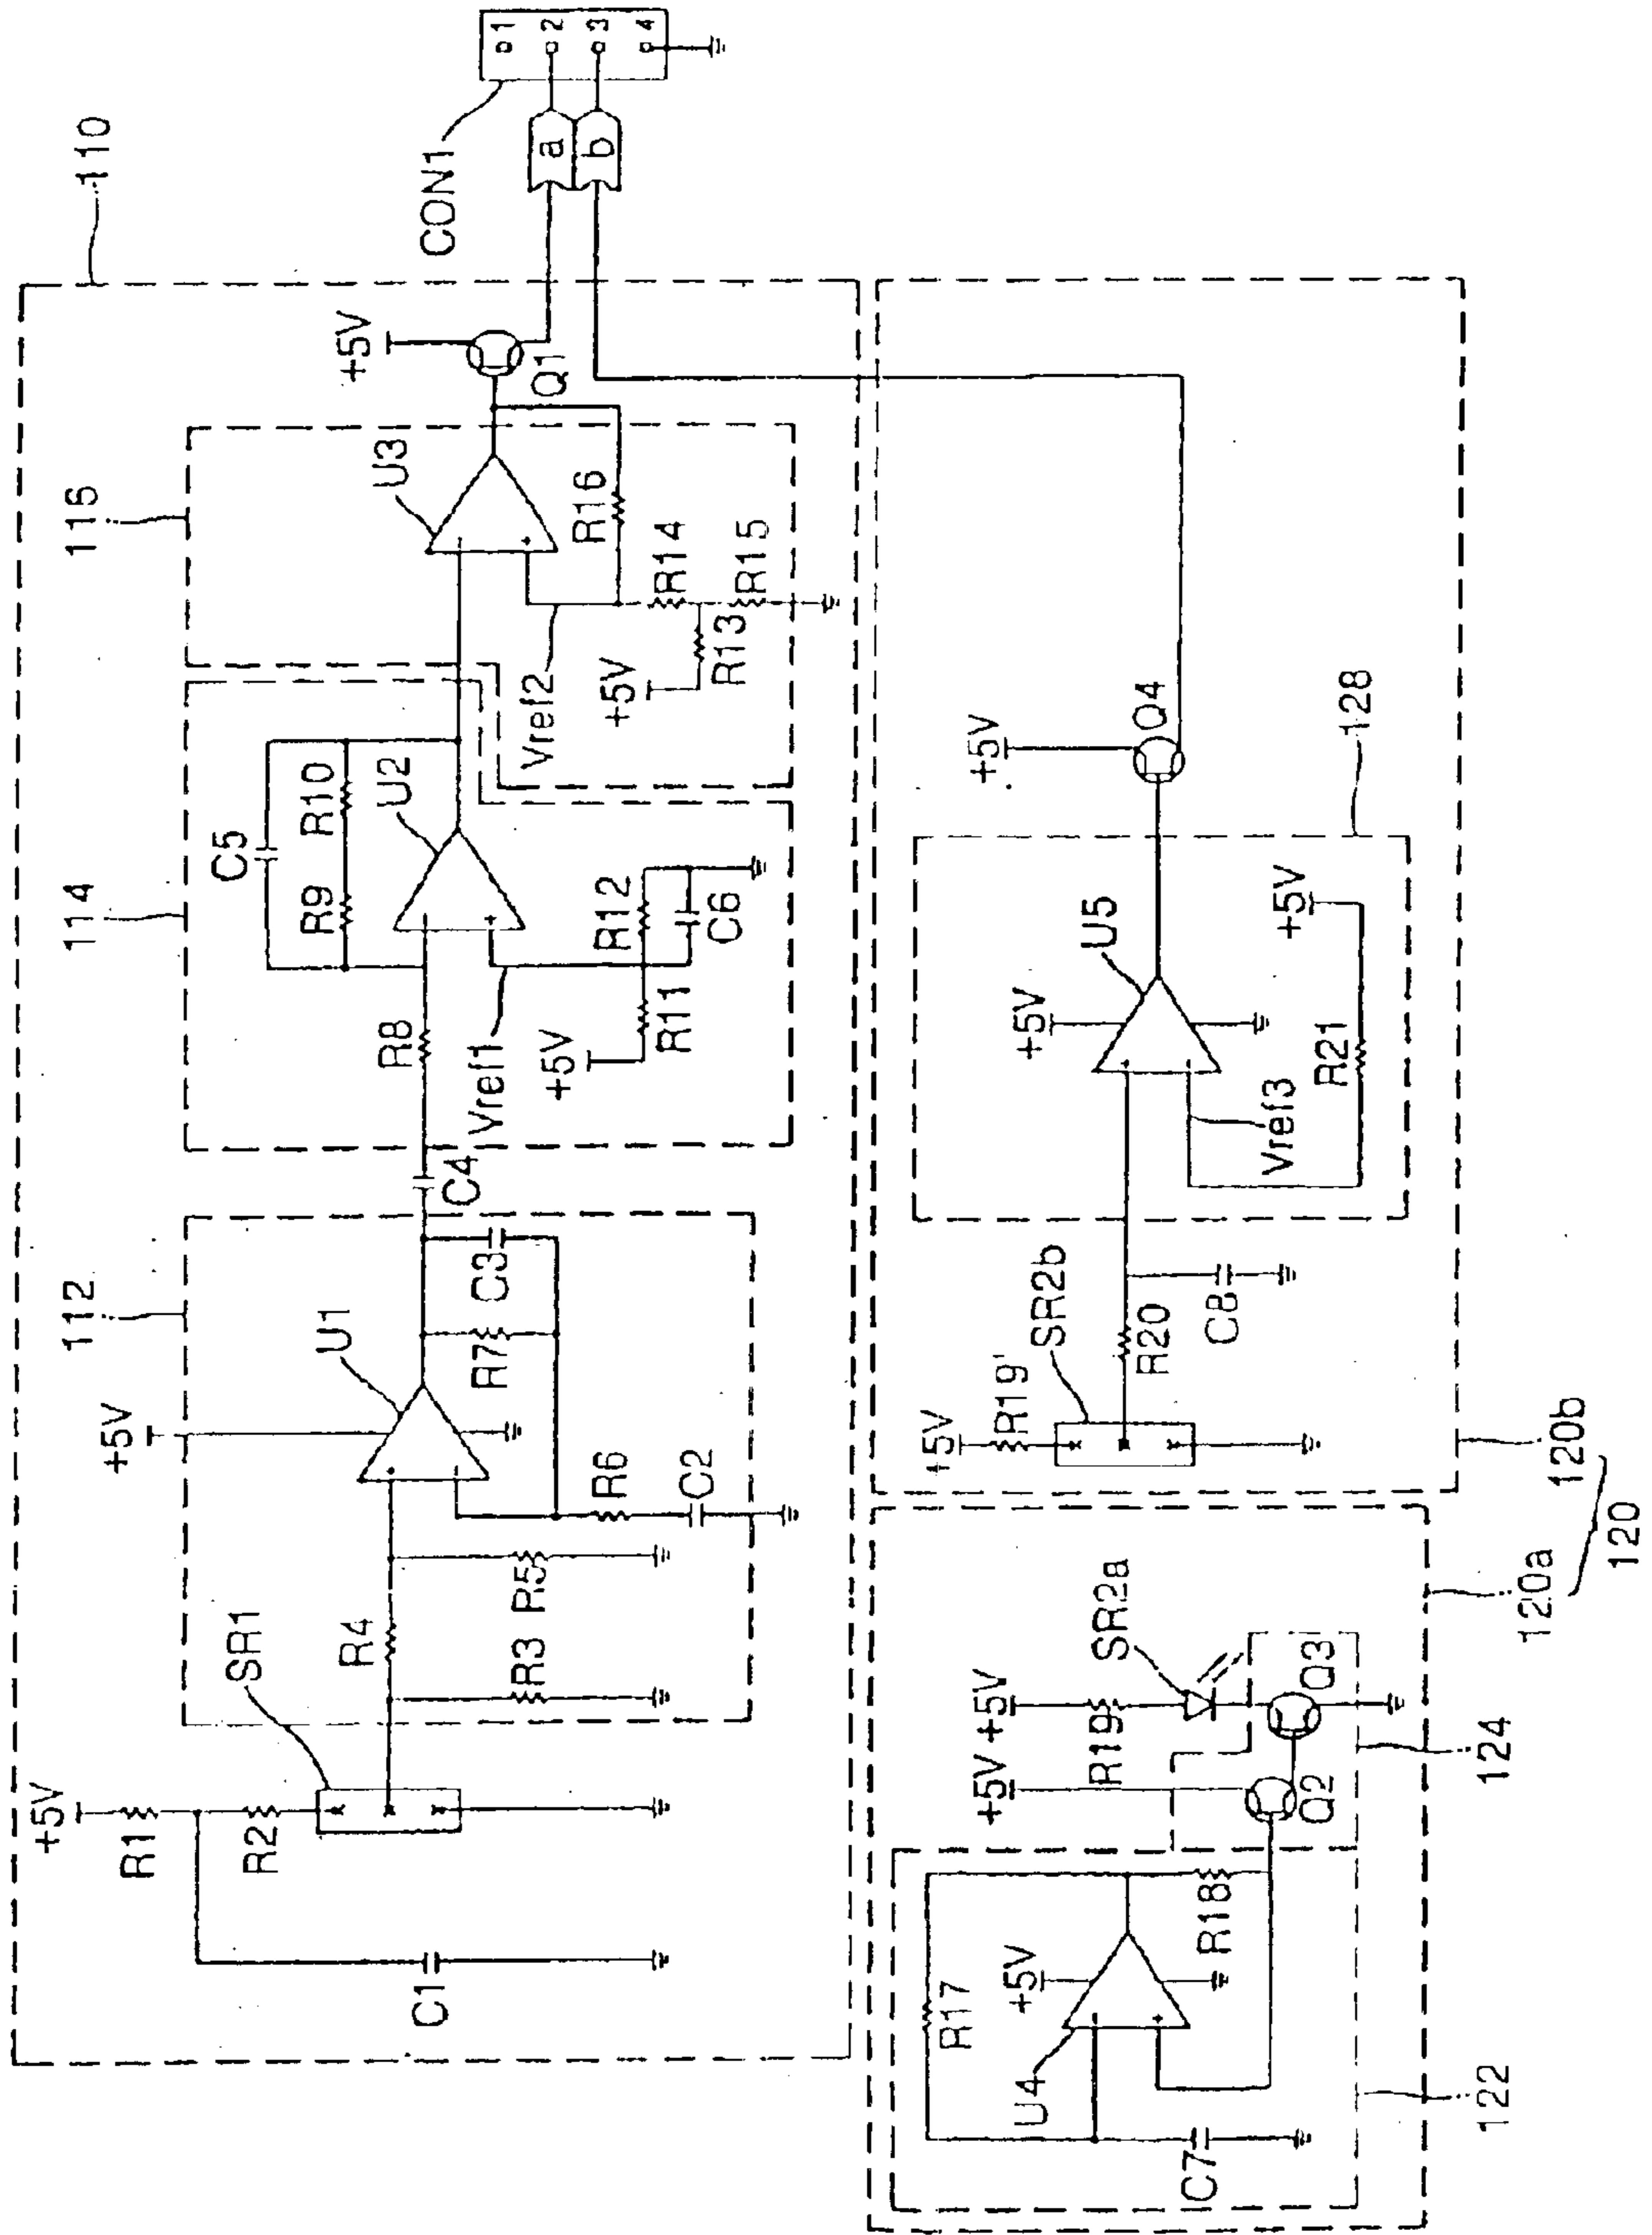 110
CON1
1
2
3
4
a
b
+5V
Q1
116
U3
R16
R14
R15
R13
+5V
Vref2
114
C5
R10
R9
U2
R12
C6
R11
+5V
Vref1
R8
C4
112
+5V
U1
C3
R7
R6
C2
R5
R4
R3
SR1
+5V
R1
R2
C1
+5V
Q4
128
U5
+5V
+5V
R21
Vref3
SR2b
R19'
+5V
R20
C8
120b
120a
120
SR2a
+5V
+5V
R19
Q3
Q2
124
R18
R17
+5V
U4
C7
122